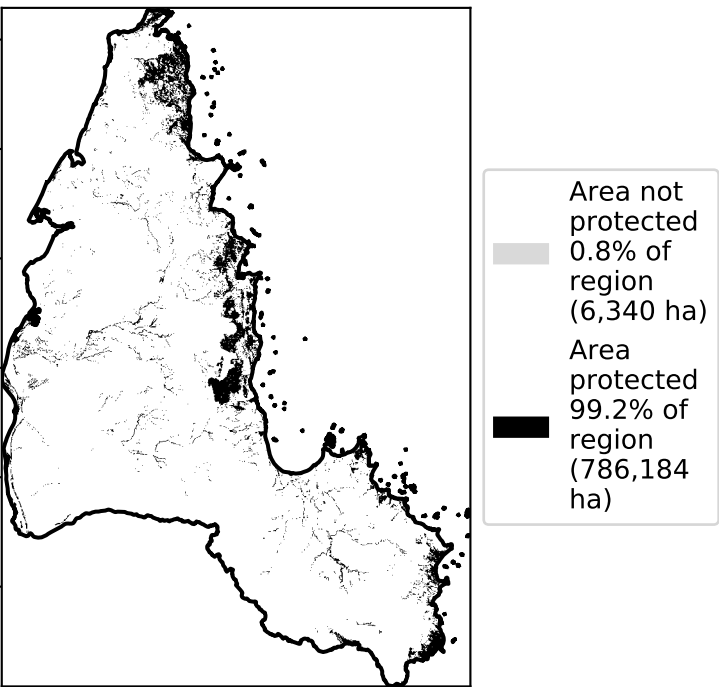 Area not
protected
0.8% of
region
(6,340 ha)
Area
protected
99.2% of
region
(786,184
ha)